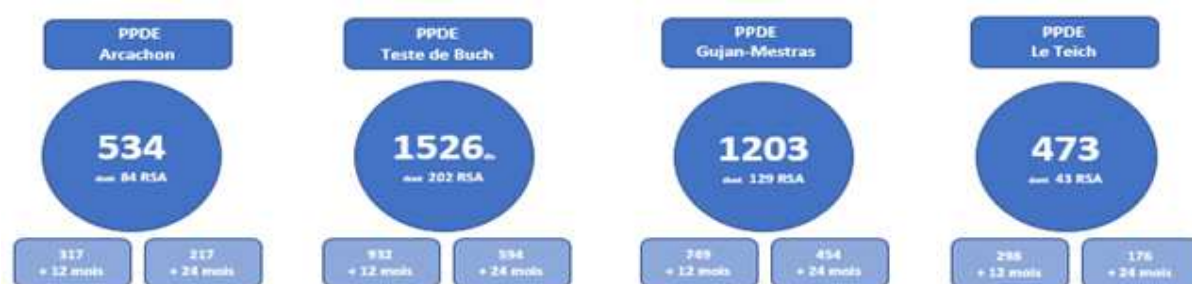 PPDE
Arcachon
534
dont 84 RSA
317
+ 12 mois
217
+ 24 mois
PPDE
Teste de Buch
1526
dont 202 RSA
932
+ 12 mois
594
+ 24 mois
PPDE
Gujan-Mestras
1203
dont 129 RSA
749
+ 12 mois
454
+ 24 mois
PPDE
Le Teich
473
dont 43 RSA
298
+ 12 mois
176
+ 24 mois